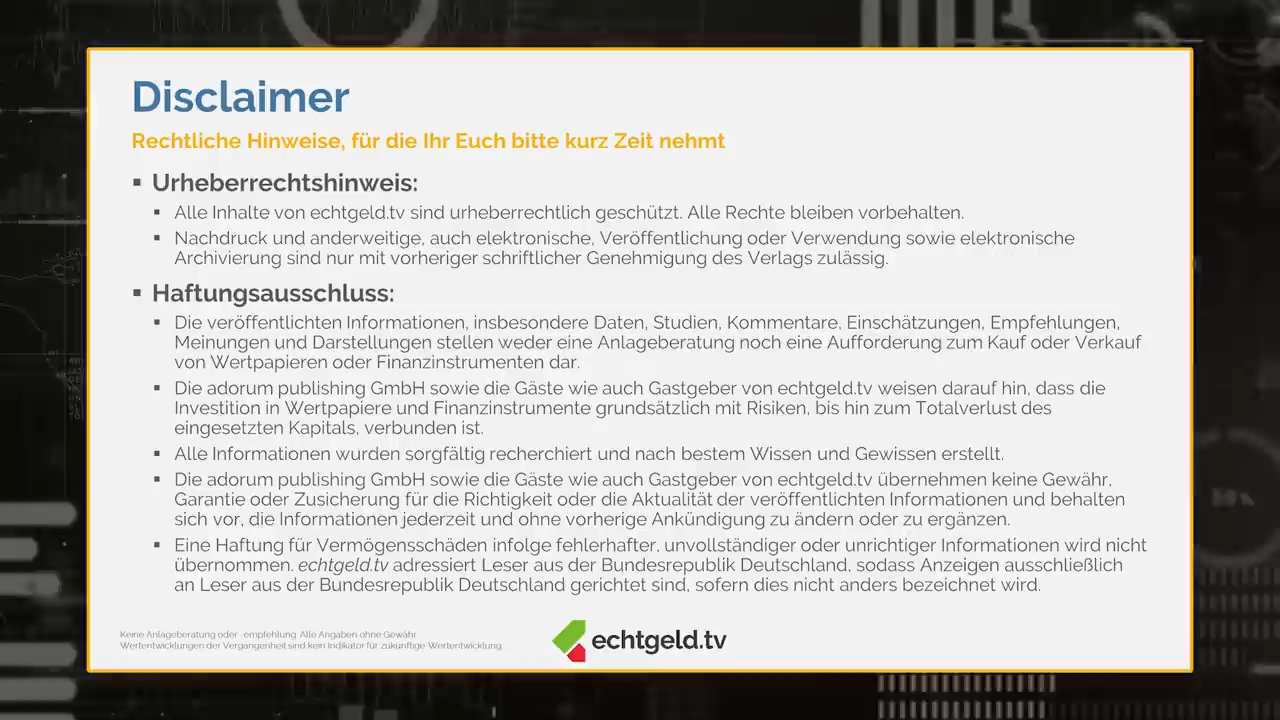 Disclaimer
Rechtliche Hinweise, für die Ihr Euch bitte kurz Zeit nehmt
▪ Urheberrechtshinweis:
▪ Alle Inhalte von echtgeld.tv sind urheberrechtlich geschützt. Alle Rechte bleiben vorbehalten.
▪ Nachdruck und anderweitige, auch elektronische, Veröffentlichung oder Verwendung sowie elektronische
Archivierung sind nur mit vorheriger schriftlicher Genehmigung des Verlags zulässig.
▪ Haftungsausschluss:
▪ Die veröffentlichten Informationen, insbesondere Daten, Studien, Kommentare, Einschätzungen, Empfehlungen,
Meinungen und Darstellungen stellen weder eine Anlageberatung noch eine Aufforderung zum Kauf oder Verkauf
von Wertpapieren oder Finanzinstrumenten dar.
▪ Die adorum publishing GmbH sowie die Gäste wie auch Gastgeber von echtgeld.tv weisen darauf hin, dass die
Investition in Wertpapiere und Finanzinstrumente grundsätzlich mit Risiken, bis hin zum Totalverlust des
eingesetzten Kapitals, verbunden ist.
▪ Alle Informationen wurden sorgfältig recherchiert und nach bestem Wissen und Gewissen erstellt.
▪ Die adorum publishing GmbH sowie die Gäste wie auch Gastgeber von echtgeld.tv übernehmen keine Gewähr,
Garantie oder Zusicherung für die Richtigkeit oder die Aktualität der veröffentlichten Informationen und behalten
sich vor, die Informationen jederzeit und ohne vorherige Ankündigung zu ändern oder zu ergänzen.
▪ Eine Haftung für Vermögensschäden infolge fehlerhafter, unvollständiger oder unrichtiger Informationen wird nicht
übernommen. echtgeld.tv adressiert Leser aus der Bundesrepublik Deutschland, sodass Anzeigen ausschließlich
an Leser aus der Bundesrepublik Deutschland gerichtet sind, sofern dies nicht anders bezeichnet wird.
Keine Anlageberatung oder -empfehlung. Alle Angaben ohne Gewähr.
Wertentwicklungen der Vergangenheit sind kein Indikator für zukünftige Wertentwicklung.
echtgeld.tv